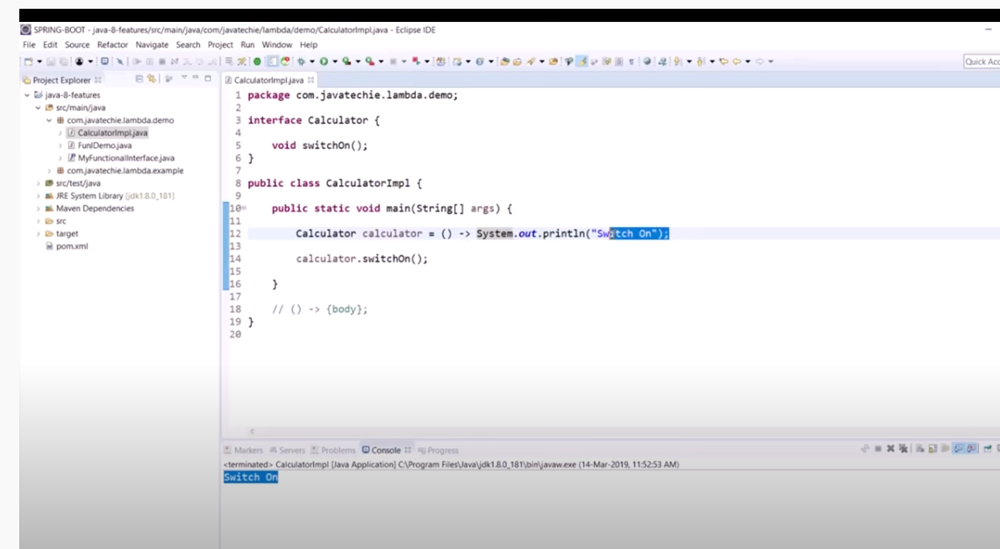 SPRING-BOOT - java-8-features/src/main/java/com/javatechie/lambda/demo/CalculatorImpl.java - Eclipse IDE
File Edit Source Refactor Navigate Search Project Run Window Help
Quick Acc
Project Explorer
java-8-features
src/main/java
com.javatechie.lambda.demo
CalculatorImpl.java
FunIDemo.java
MyFunctionalInterface.java
com.javatechie.lambda.example
src/test/java
JRE System Library [jdk1.8.0_181]
Maven Dependencies
src
target
pom.xml
CalculatorImpl.java
1 package com.javatechie.lambda.demo;
2
3 interface Calculator {
4
5 void switchOn();
6 }
7
8 public class CalculatorImpl {
9
10 public static void main(String[] args) {
11
12 Calculator calculator = () -> System.out.println("Switch On");
13
14 calculator.switchOn();
15
16 }
17
18 // () -> {body};
19 }
20
Markers Servers Problems Console Progress
<terminated> CalculatorImpl [Java Application] C:\Program Files\Java\jdk1.8.0_181\bin\javaw.exe (14-Mar-2019, 11:52:53 AM)
Switch On